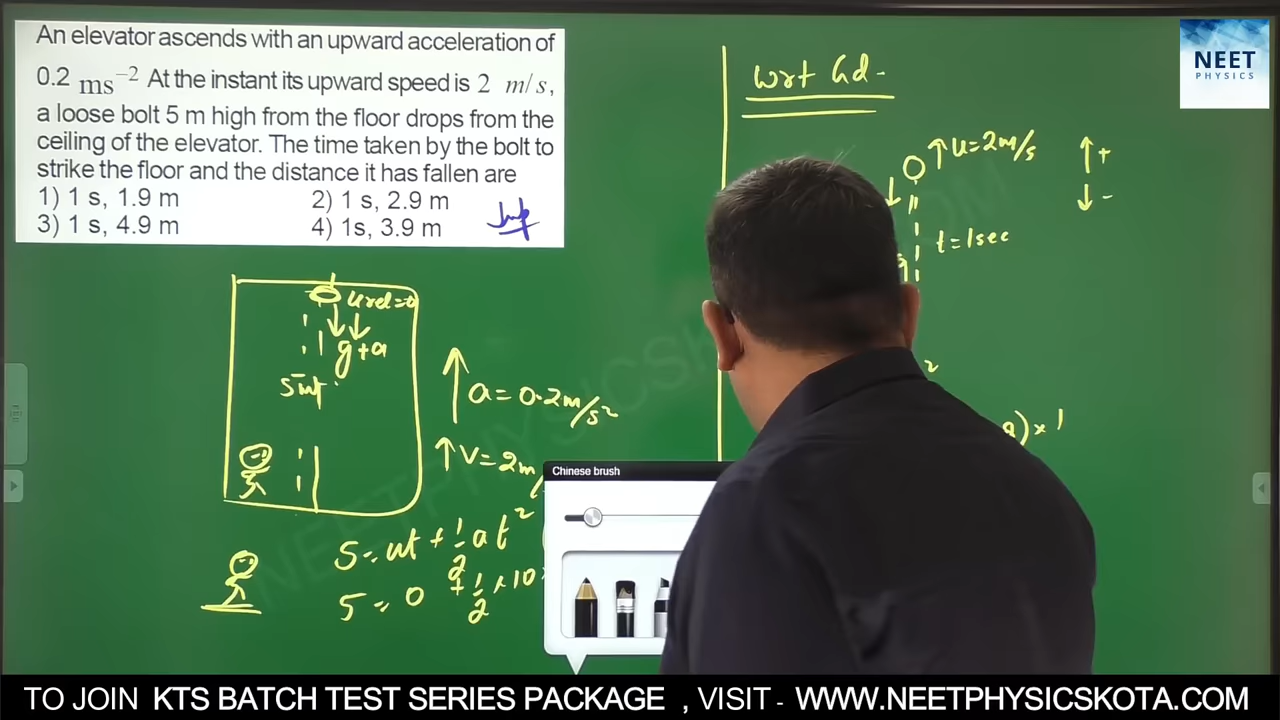 An elevator ascends with an upward acceleration of
0.2 ms⁻² At the instant its upward speed is 2 m/s,
a loose bolt 5 m high from the floor drops from the
ceiling of the elevator. The time taken by the bolt to
strike the floor and the distance it has fallen are
1) 1 s, 1.9 m 2) 1 s, 2.9 m
3) 1 s, 4.9 m 4) 1s, 3.9 m
NEET
PHYSICS
wrt Gd -
u=2m/s
+
-
t=1sec
2
)×1
urel=0
g+a
5mt
a=0.2m/s²
V=2m/
S=ut+½at²
5=0+½×10
Chinese brush
TO JOIN KTS BATCH TEST SERIES PACKAGE , VISIT - WWW.NEETPHYSICSKOTA.COM